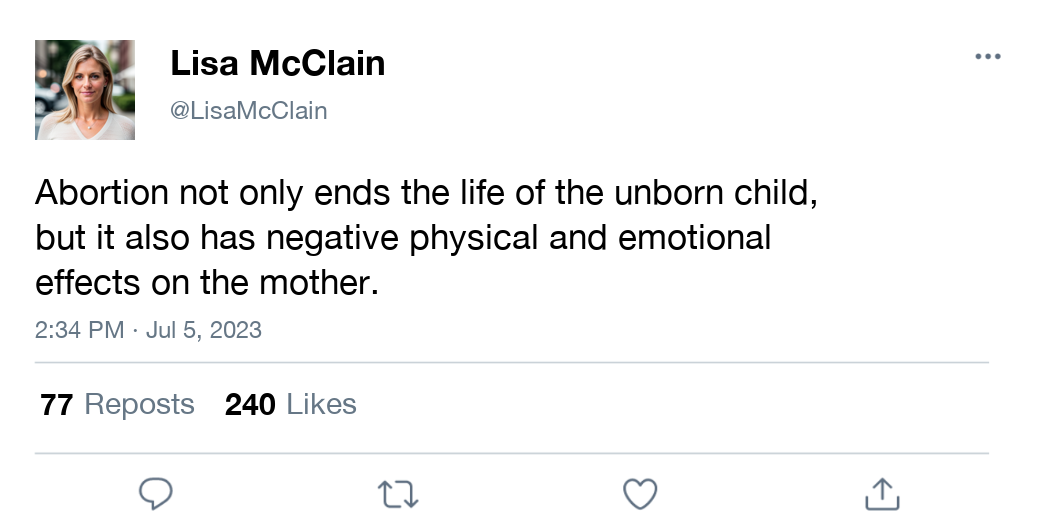 Lisa McClain
@LisaMcClain
Abortion not only ends the life of the unborn child,
but it also has negative physical and emotional
effects on the mother.
2:34 PM · Jul 5, 2023
77 Reposts 240 Likes